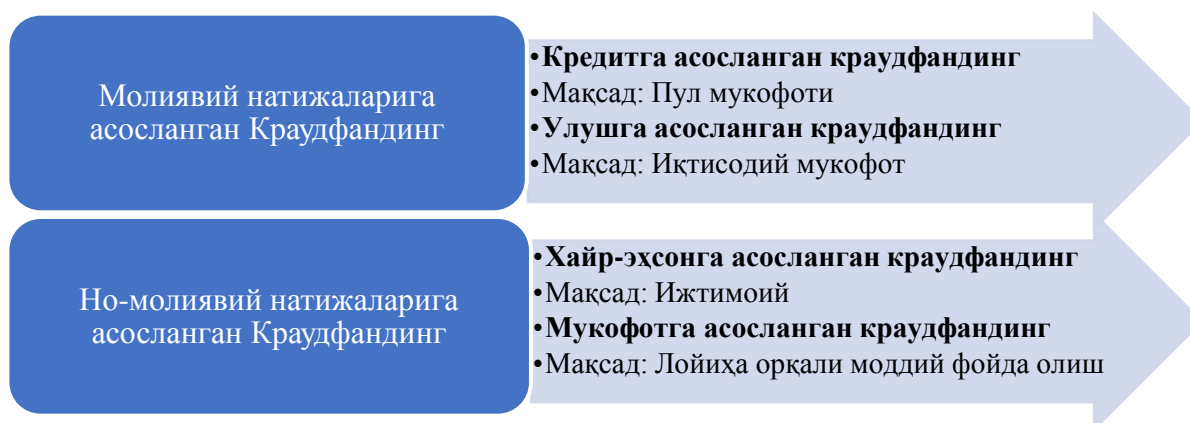 Молиявий натижаларига
асосланган Краудфандинг
•Кредитга асосланган краудфандинг
•Мақсад: Пул мукофоти
•Улушга асосланган краудфандинг
•Мақсад: Иқтисодий мукофот
Но-молиявий натижаларига
асосланган Краудфандинг
•Хайр-эҳсонга асосланган краудфандинг
•Мақсад: Ижтимоий
•Мукофотга асосланган краудфандинг
•Мақсад: Лойиҳа орқали моддий фойда олиш